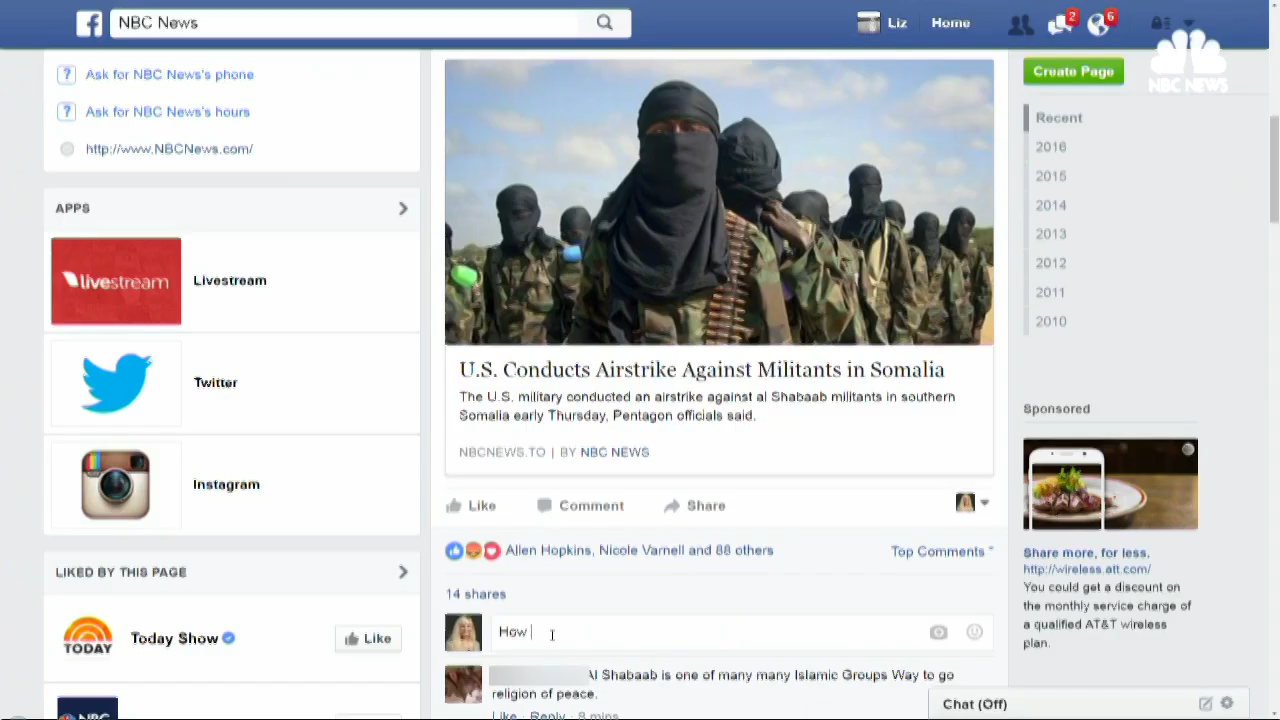 NBC News
Liz
Home
2
6
NBC NEWS
Ask for NBC News's phone
Ask for NBC News's hours
http://www.NBCNews.com/
APPS
livestream
Livestream
Twitter
Instagram
LIKED BY THIS PAGE
TODAY
Today Show
Like
NBC
U.S. Conducts Airstrike Against Militants in Somalia
The U.S. military conducted an airstrike against al Shabaab militants in southern
Somalia early Thursday, Pentagon officials said.
NBCNEWS.TO | BY NBC NEWS
Like Comment Share
Allen Hopkins, Nicole Varnell and 88 others
Top Comments
14 shares
How
Al Shabaab is one of many many Islamic Groups Way to go
religion of peace.
Like · Reply · 8 mins
Create Page
Recent
2016
2015
2014
2013
2012
2011
2010
Sponsored
Share more, for less.
http://wireless.att.com/
You could get a discount on
the monthly service charge of
a qualified AT&T wireless
plan.
Chat (Off)